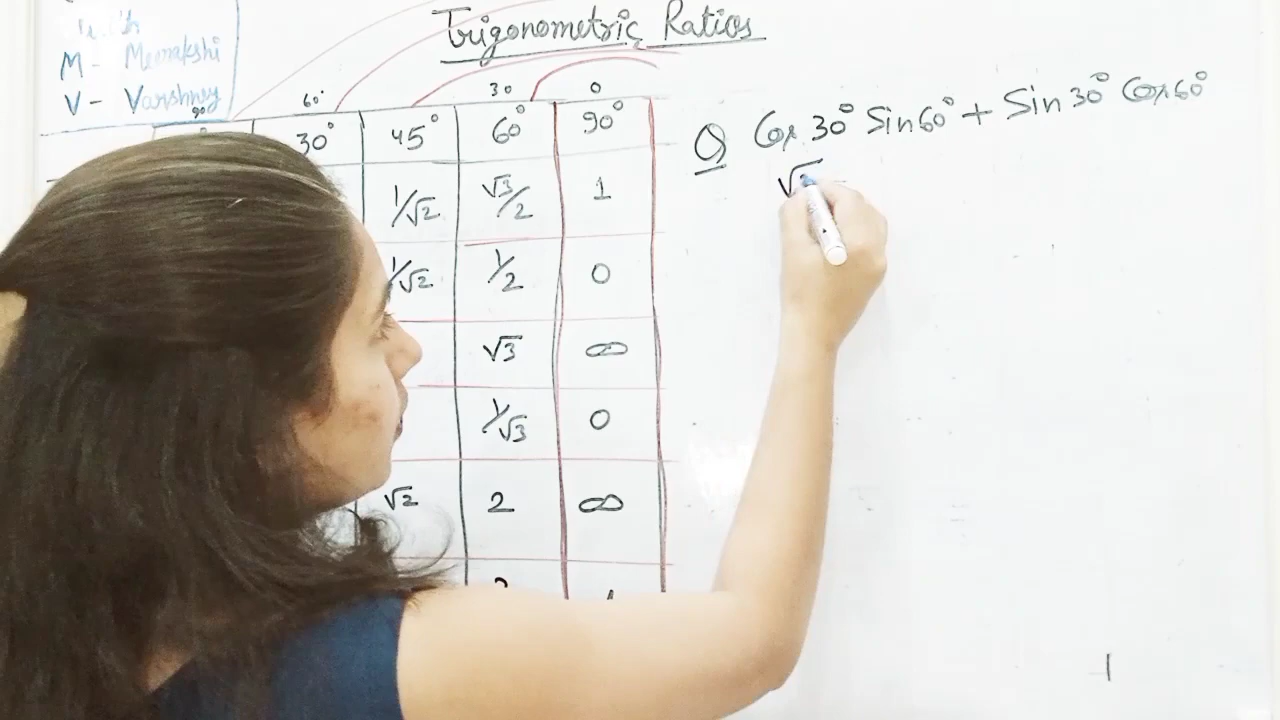 Trigonometric Ratios
M - Meenakshi
V - Varshney
60° 30 0
30° 45° 60° 90°
Q Cos 30° Sin 60° + Sin 30° Cos 60°
1/√2 √3/2 1
√
1/√2 1/2 0
√3 ∞
1/√3 0
√2 2 ∞
1